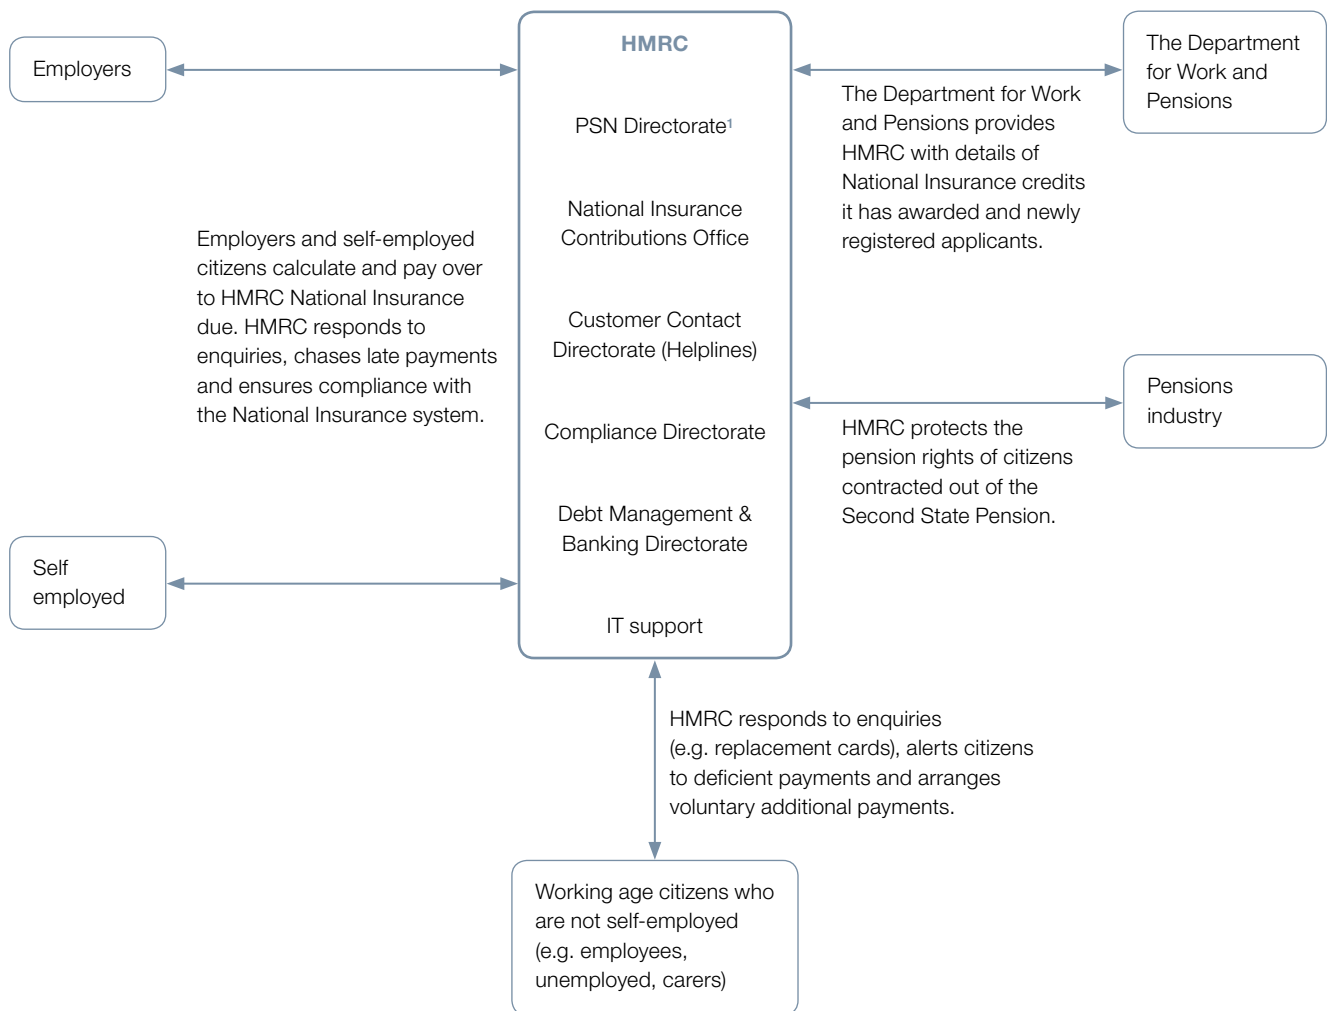 HMRC
Employers
The Department
for Work and
Pensions
The Department for Work
and Pensions provides
HMRC with details of
National Insurance credits
it has awarded and newly
registered applicants.
PSN Directorate¹
National Insurance
Contributions Office
Employers and self-employed
citizens calculate and pay over
to HMRC National Insurance
due. HMRC responds to
enquiries, chases late payments
and ensures compliance with
the National Insurance system.
Customer Contact
Directorate (Helplines)
Pensions
industry
Compliance Directorate
HMRC protects the
pension rights of citizens
contracted out of the
Second State Pension.
Debt Management &
Banking Directorate
Self
employed
IT support
HMRC responds to enquiries
(e.g. replacement cards), alerts citizens
to deficient payments and arranges
voluntary additional payments.
Working age citizens who
are not self-employed
(e.g. employees,
unemployed, carers)